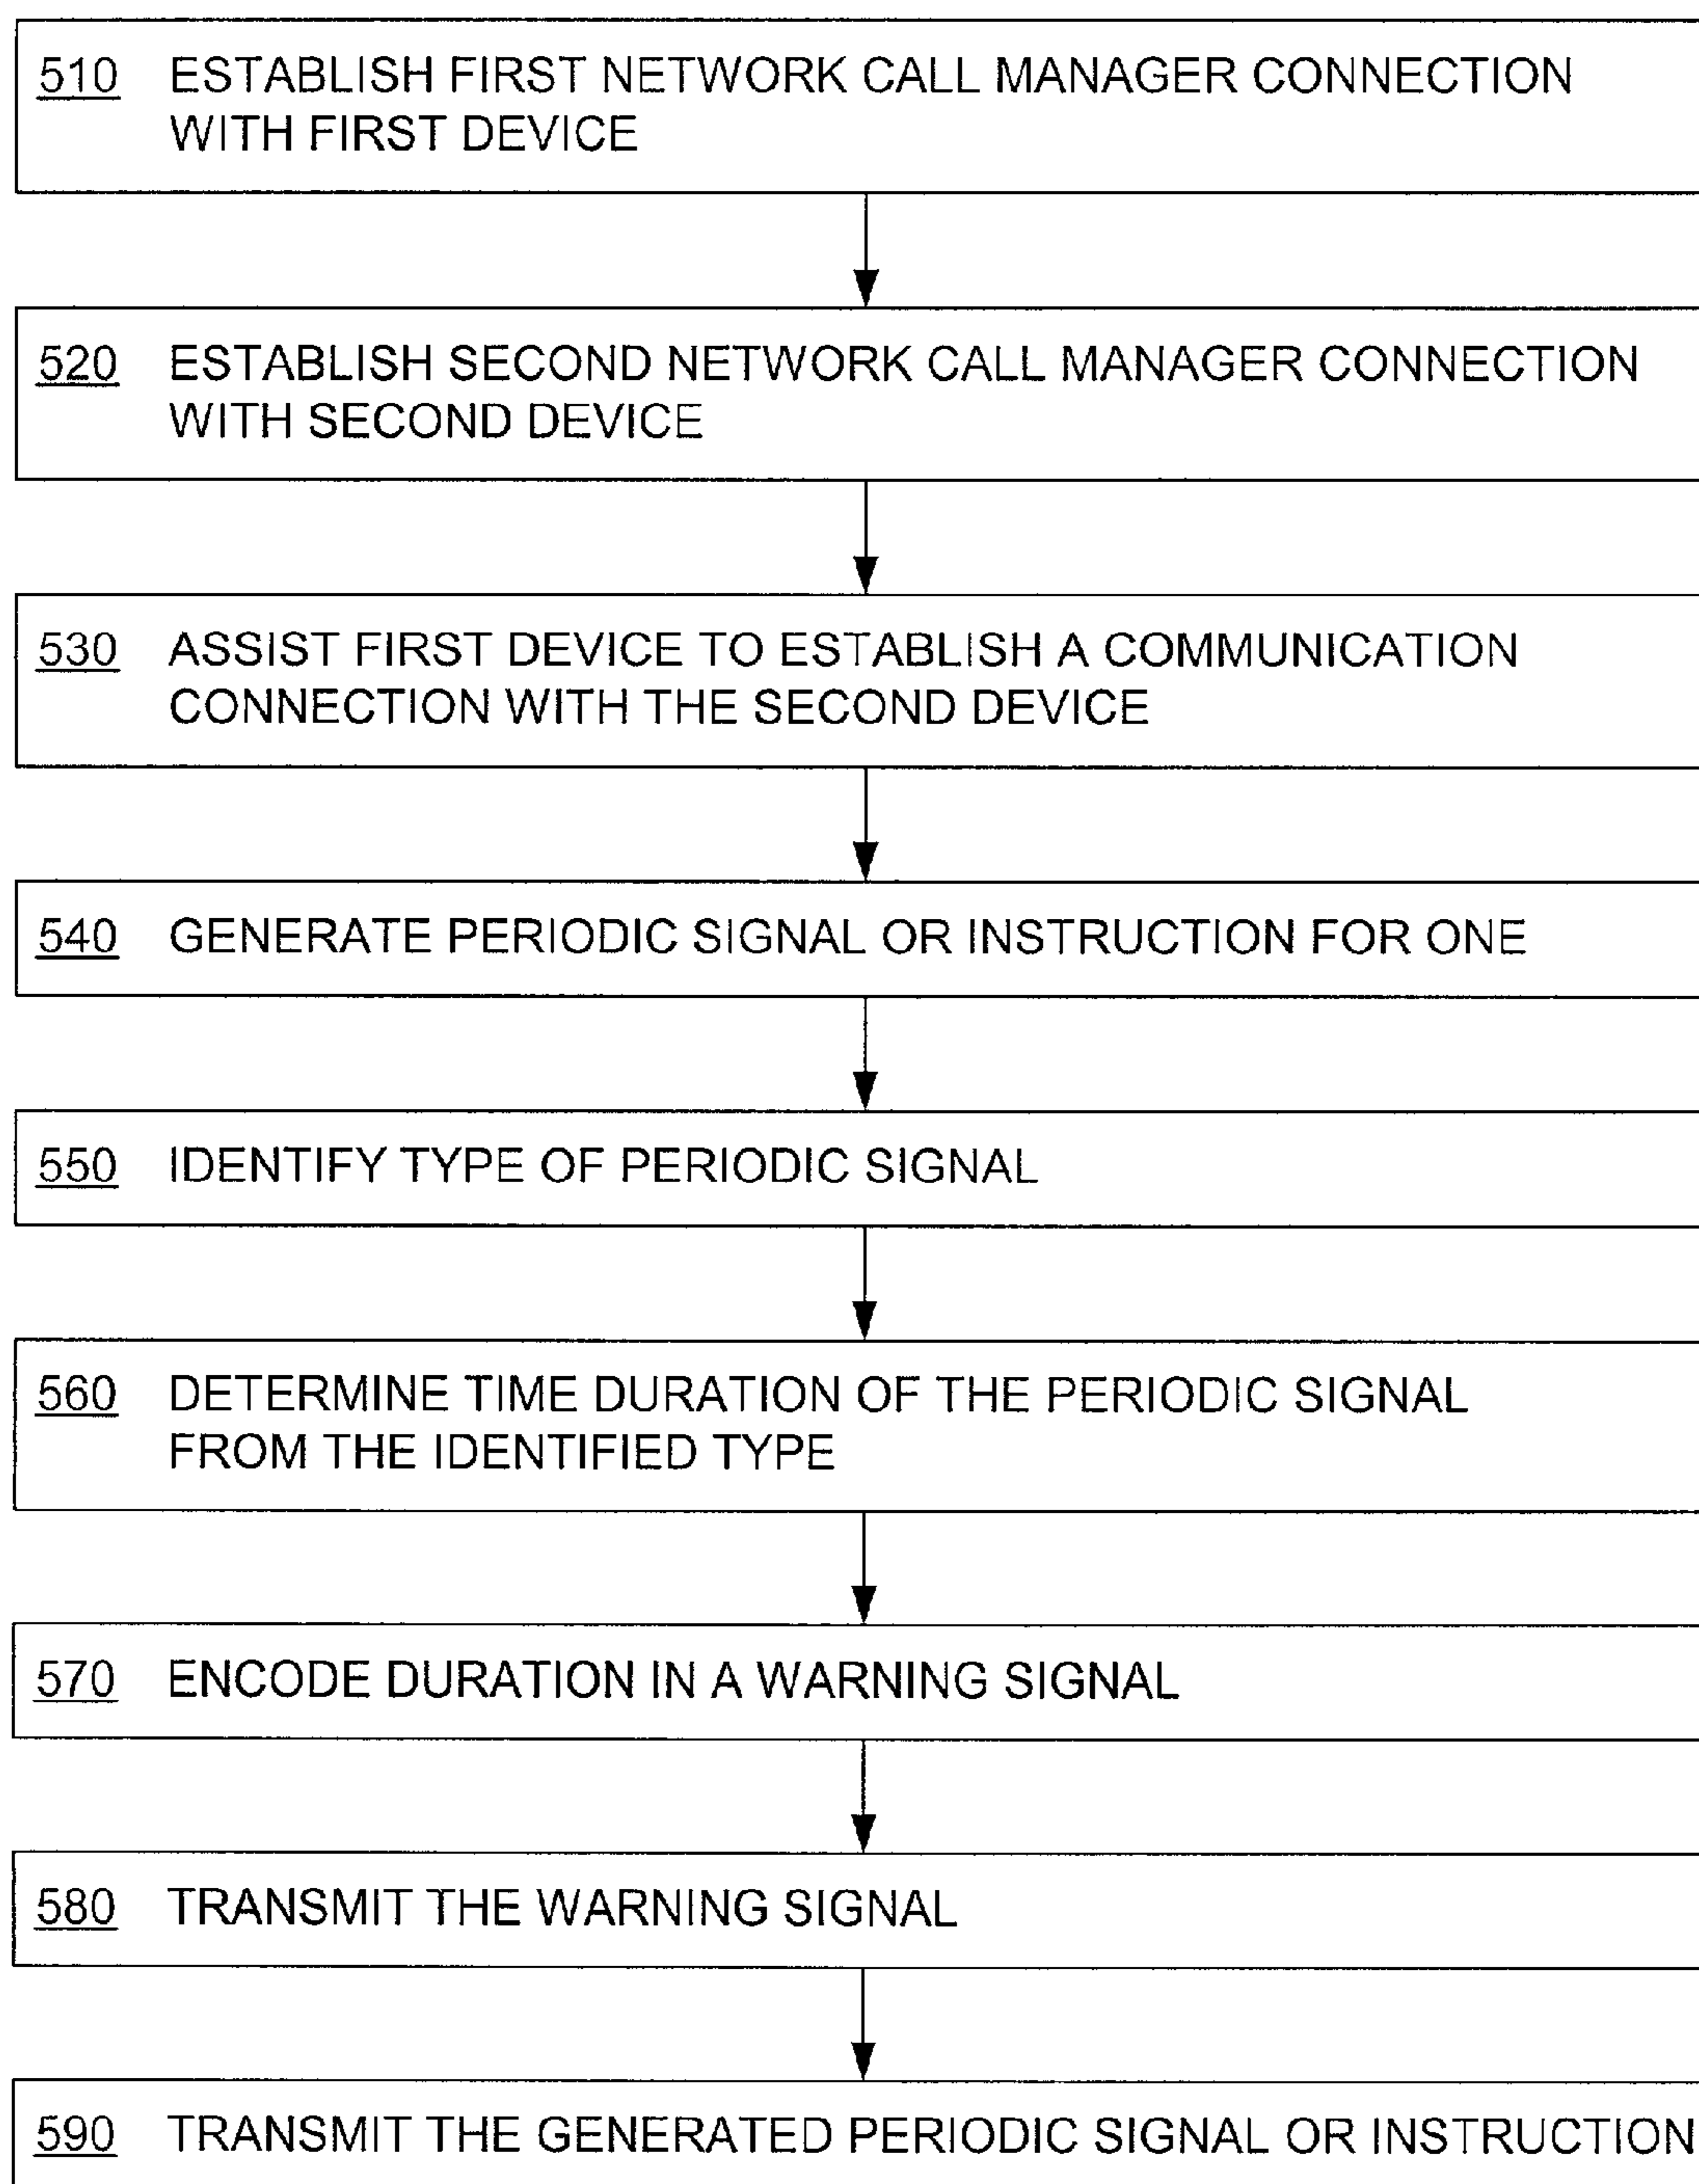 510 ESTABLISH FIRST NETWORK CALL MANAGER CONNECTION
WITH FIRST DEVICE
520 ESTABLISH SECOND NETWORK CALL MANAGER CONNECTION
WITH SECOND DEVICE
530 ASSIST FIRST DEVICE TO ESTABLISH A COMMUNICATION
CONNECTION WITH THE SECOND DEVICE
540 GENERATE PERIODIC SIGNAL OR INSTRUCTION FOR ONE
550 IDENTIFY TYPE OF PERIODIC SIGNAL
560 DETERMINE TIME DURATION OF THE PERIODIC SIGNAL
FROM THE IDENTIFIED TYPE
570 ENCODE DURATION IN A WARNING SIGNAL
580 TRANSMIT THE WARNING SIGNAL
590 TRANSMIT THE GENERATED PERIODIC SIGNAL OR INSTRUCTION